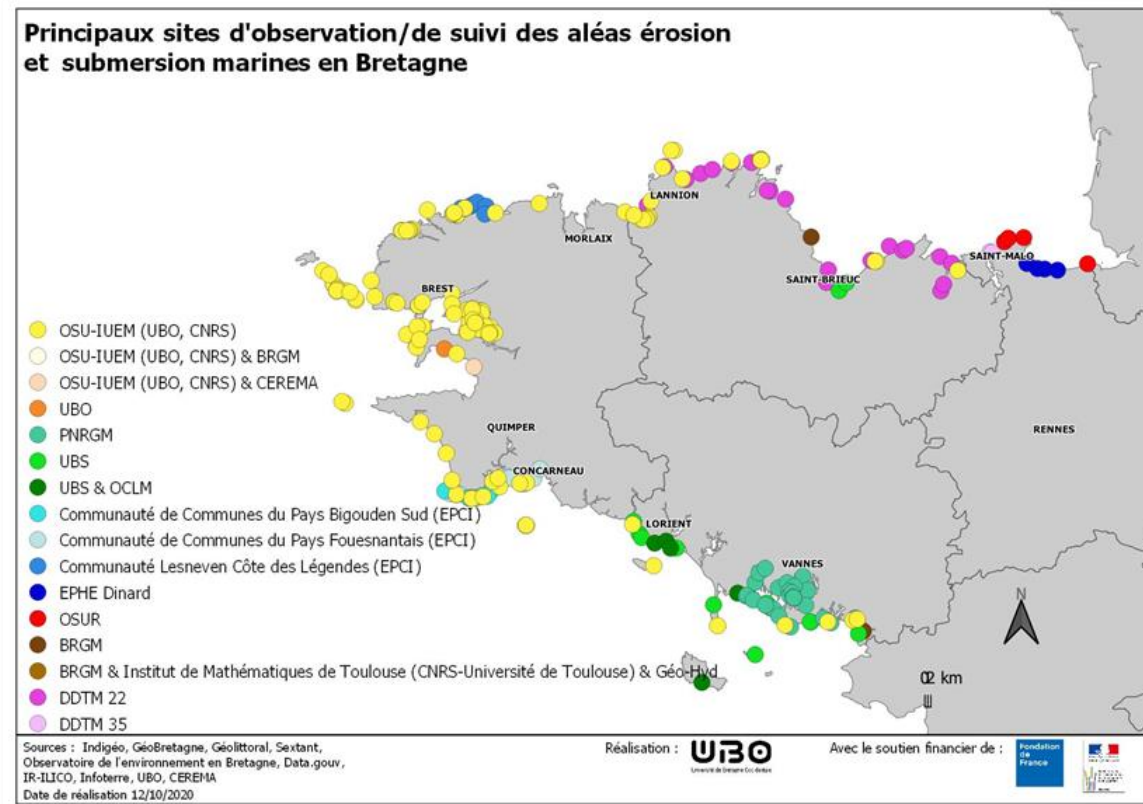 Principaux sites d'observation/de suivi des aléas érosion
et submersion marines en Bretagne
LANNION
MORLAIX
SAINT-MALO
SAINT-BRIEUC
BREST
OSU-IUEM (UBO, CNRS)
OSU-IUEM (UBO, CNRS) & BRGM
OSU-IUEM (UBO, CNRS) & CEREMA
UBO
PNRGM
UBS
UBS & OCLM
Communauté de Communes du Pays Bigouden Sud (EPCI)
Communauté de Communes du Pays Fouesnantais (EPCI)
Communauté Lesneven Côte des Légendes (EPCI)
EPHE Dinard
OSUR
BRGM
BRGM & Institut de Mathématiques de Toulouse (CNRS-Université de Toulouse) & Géo-Hyd
DDTM 22
DDTM 35
QUIMPER
RENNES
CONCARNEAU
LORIENT
VANNES
N
km
Sources : Indigéo, GéoBretagne, Géolittoral, Sextant,
Observatoire de l'environnement en Bretagne, Data.gouv,
IR-ILICO, Infoterre, UBO, CEREMA
Date de réalisation 12/10/2020
Réalisation :
UBO
Université de Bretagne Occidentale
Avec le soutien financier de :
Fondation
de
France